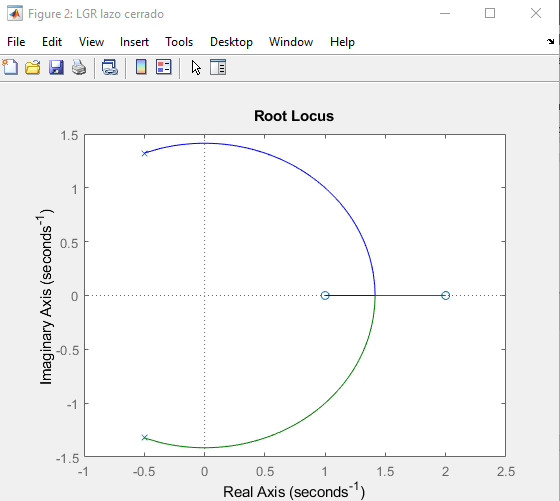 Figure 2: LGR lazo cerrado
File Edit View Insert Tools Desktop Window Help
Root Locus
1.5
1
0.5
0
-0.5
-1
-1.5
Imaginary Axis (seconds-1)
-1 -0.5 0 0.5 1 1.5 2 2.5
Real Axis (seconds-1)